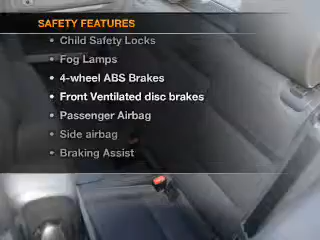 SAFETY FEATURES
• Child Safety Locks
• Fog Lamps
• 4-wheel ABS Brakes
• Front Ventilated disc brakes
• Passenger Airbag
• Side airbag
• Braking Assist